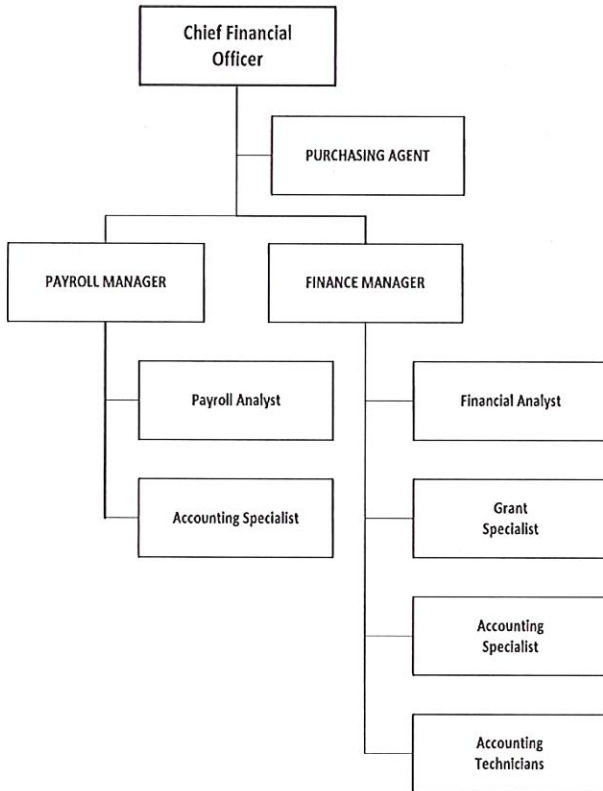 Chief Financial
Officer
PURCHASING AGENT
PAYROLL MANAGER
FINANCE MANAGER
Payroll Analyst
Financial Analyst
Accounting Specialist
Grant
Specialist
Accounting
Specialist
Accounting
Technicians